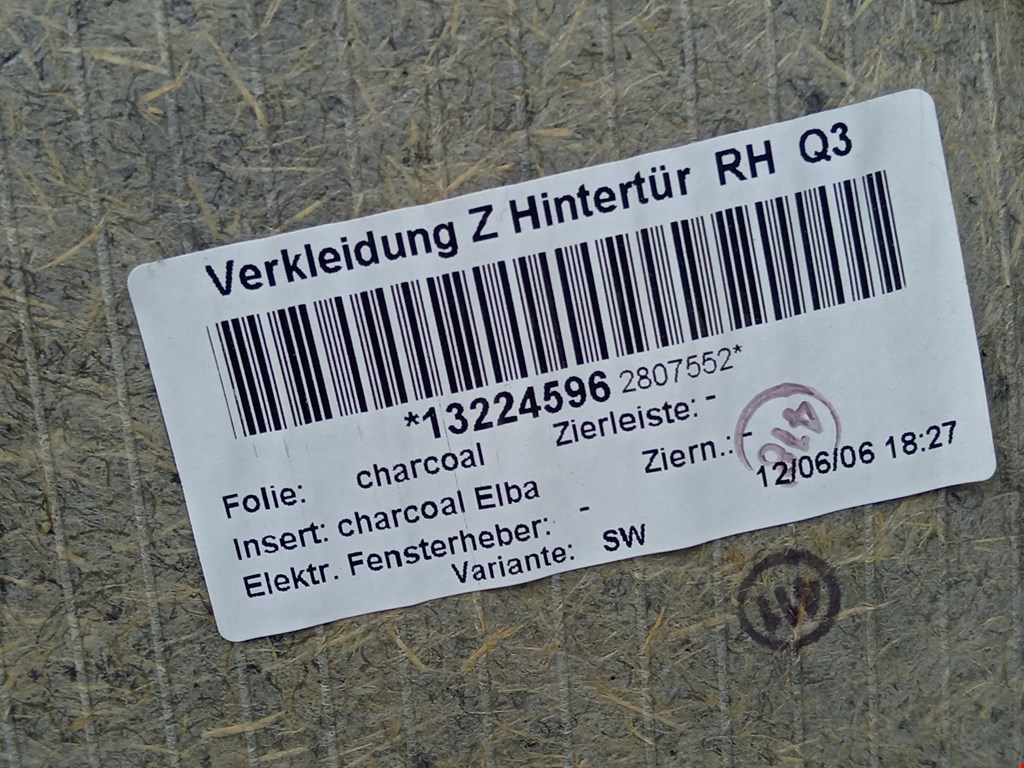 Verkleidung Z Hintertür RH Q3
*13224596 2807552*
Folie: charcoal Zierleiste: -
Insert: charcoal Elba Ziern.: -
Elektr. Fensterheber: - 12/06/06 18:27
Variante: SW